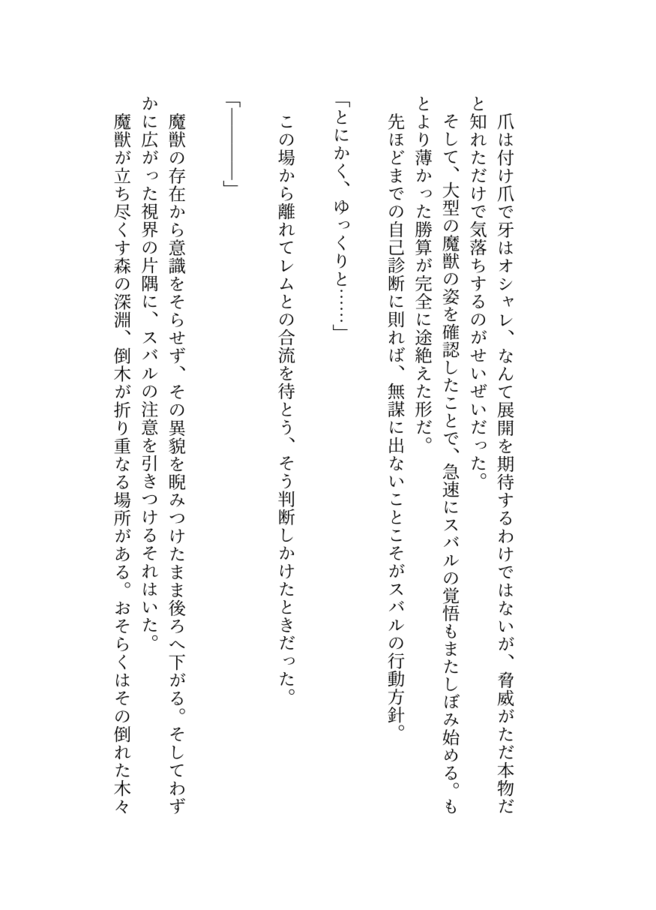 爪は付け爪で牙はオシャレ、なんて展開を期待するわけではないが、脅威がただ本物だ
と知れただけで気落ちするのがせいぜいだった。
そして、大型の魔獣の姿を確認したことで、急速にスバルの覚悟もまたしぼみ始める。も
とより薄かった勝算が完全に途絶えた形だ。
先ほどまでの自己診断に則れば、無謀に出ないことこそがスバルの行動方針。
「とにかく、ゆっくりと……」
この場から離れてレムとの合流を待とう、そう判断しかけたときだった。
「――――」
魔獣の存在から意識をそらせず、その異貌を睨みつけたまま後ろへ下がる。そしてわず
かに広がった視界の片隅に、スバルの注意を引きつけるそれはいた。
魔獣が立ち尽くす森の深淵、倒木が折り重なる場所がある。おそらくはその倒れた木々